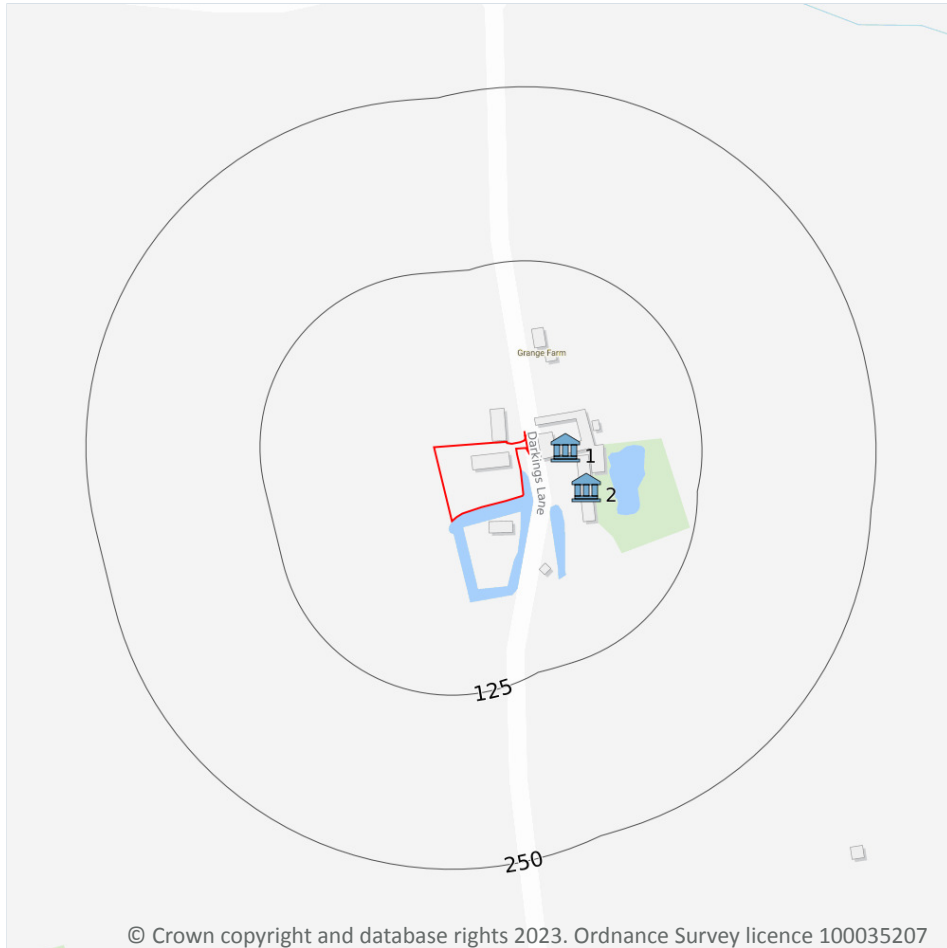 Grange Farm
Darkings Lane
1
2
125
250
© Crown copyright and database rights 2023. Ordnance Survey licence 100035207